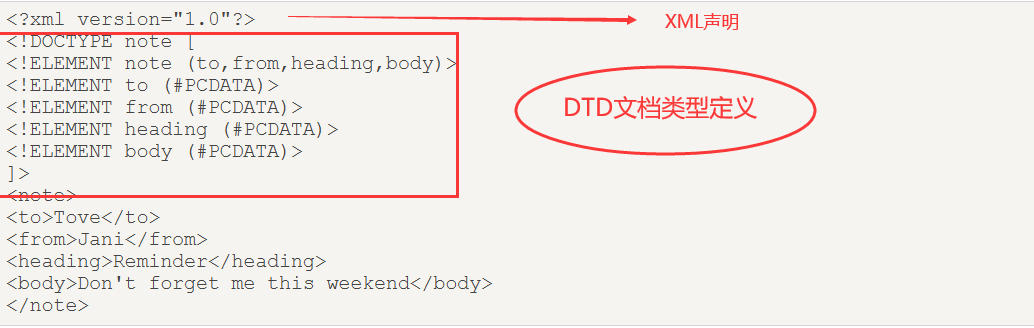 <?xml version="1.0"?> XML声明
<!DOCTYPE note [
<!ELEMENT note (to,from,heading,body)>
<!ELEMENT to (#PCDATA)>
<!ELEMENT from (#PCDATA)>
DTD文档类型定义
<!ELEMENT heading (#PCDATA)>
<!ELEMENT body (#PCDATA)>
]>
<note>
<to>Tove</to>
<from>Jani</from>
<heading>Reminder</heading>
<body>Don't forget me this weekend</body>
</note>